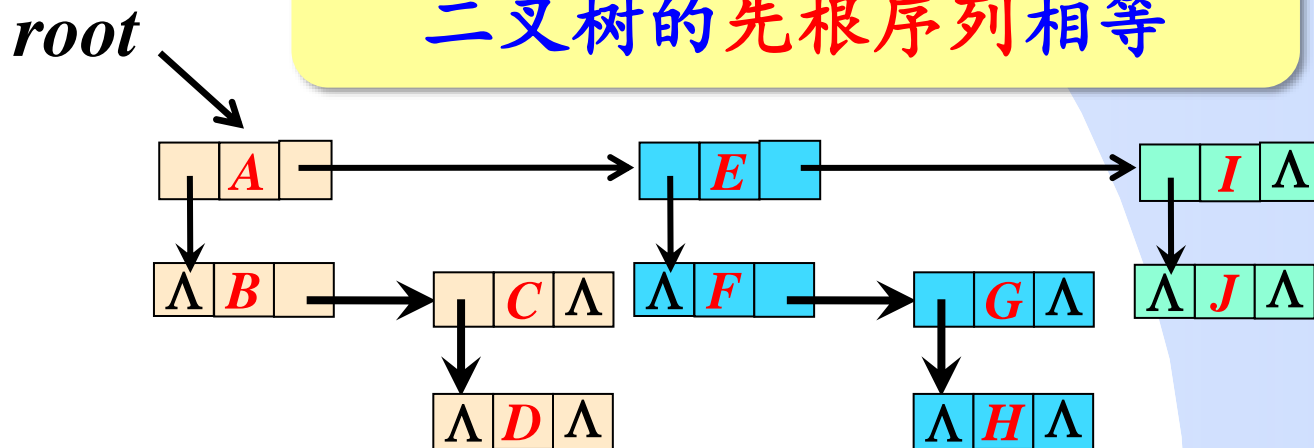 root
二叉树的先根序列相等
A E I Λ
Λ B C Λ Λ F G Λ Λ J Λ
Λ D Λ Λ H Λ